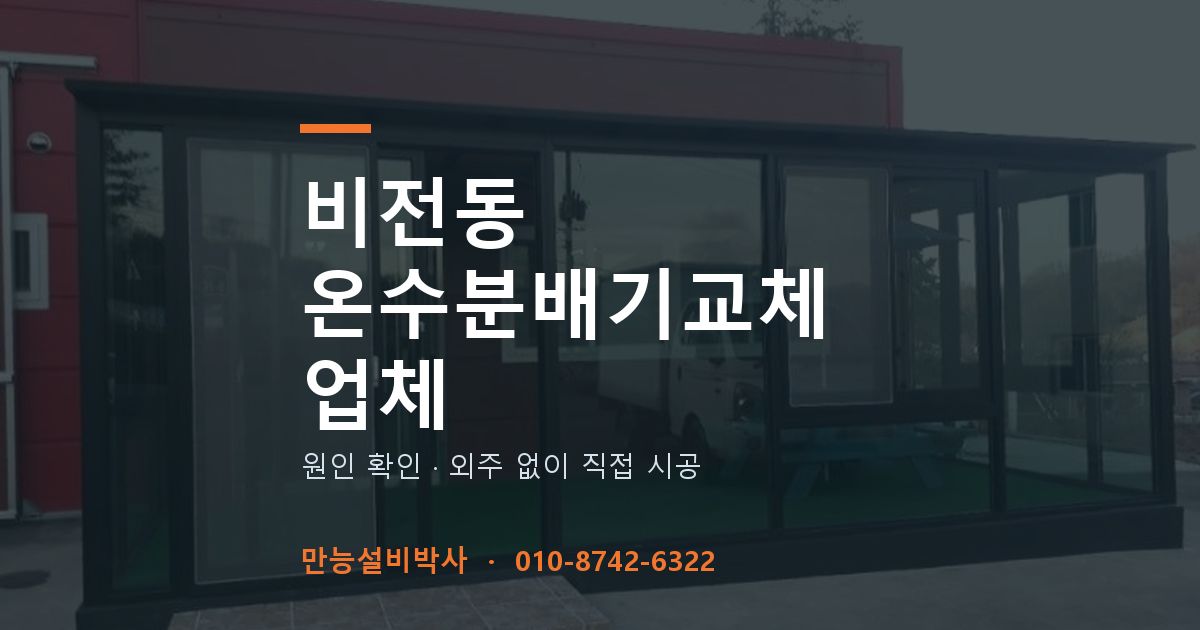 비전동
온수분배기교체
업체
원인 확인 · 외주 없이 직접 시공
만능설비박사 · 010-8742-6322